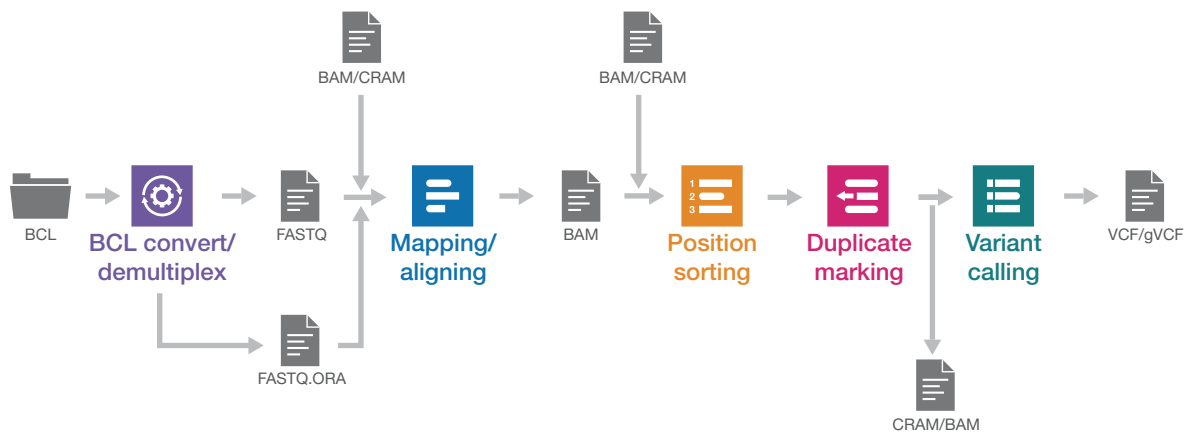 BAM/CRAM
BAM/CRAM
BCL
BCL convert/
demultiplex
FASTQ
Mapping/
aligning
BAM
1
2
3
Position
sorting
Duplicate
marking
Variant
calling
VCF/gVCF
FASTQ.ORA
CRAM/BAM